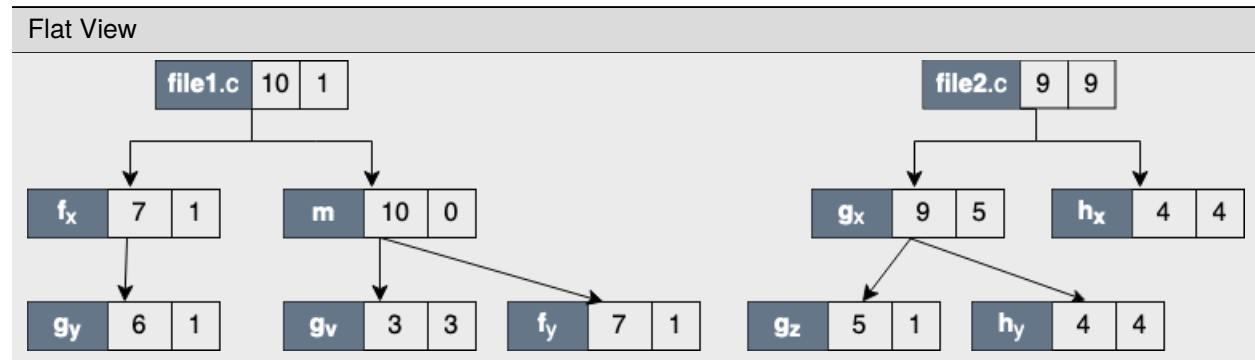 Flat View
file1.c 10 1 file2.c 9 9
fx 7 1 m 10 0 gx 9 5 hx 4 4
gy 6 1 gv 3 3 fy 7 1 gz 5 1 hy 4 4